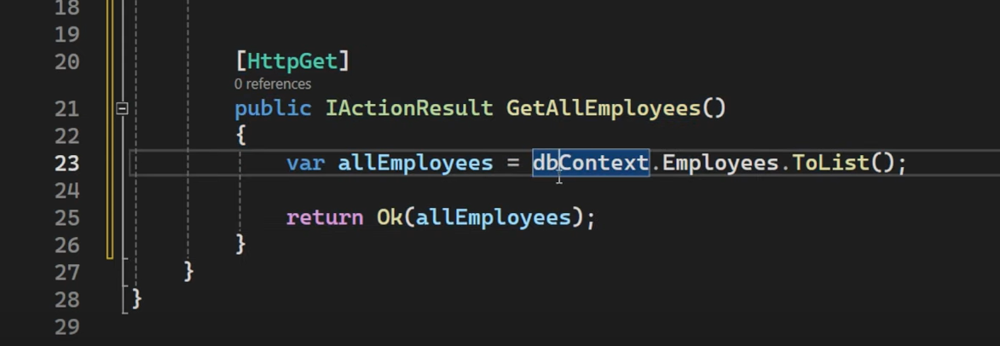 18
19
20 [HttpGet]
0 references
21 public IActionResult GetAllEmployees()
22 {
23 var allEmployees = dbContext.Employees.ToList();
24
25 return Ok(allEmployees);
26 }
27 }
28 }
29